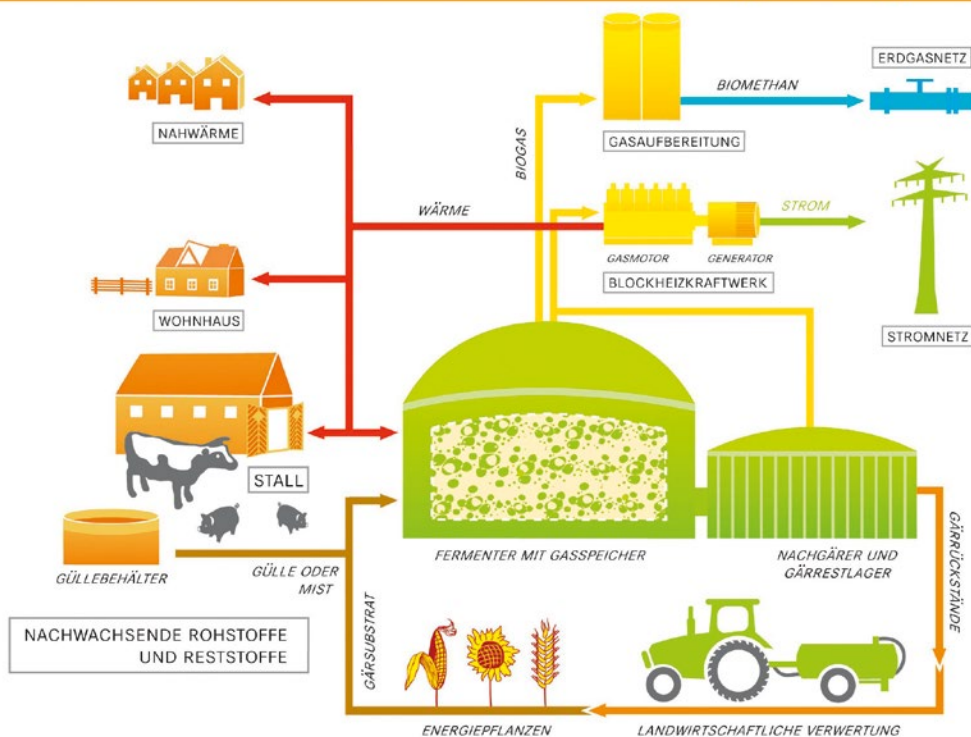 ERDGASNETZ
BIOMETHAN
NAHWÄRME
GASAUFBEREITUNG
BIOGAS
WÄRME
STROM
GASMOTOR
GENERATOR
BLOCKHEIZKRAFTWERK
WOHNHAUS
STROMNETZ
STALL
GÜLLEBEHÄLTER
GÜLLE ODER
MIST
FERMENTER MIT GASSPEICHER
NACHGÄRER UND
GÄRRESTLAGER
GÄRRÜCKSTÄNDE
NACHWACHSENDE ROHSTOFFE
UND RESTSTOFFE
GÄRSUBSTRAT
ENERGIEPFLANZEN
LANDWIRTSCHAFTLICHE VERWERTUNG